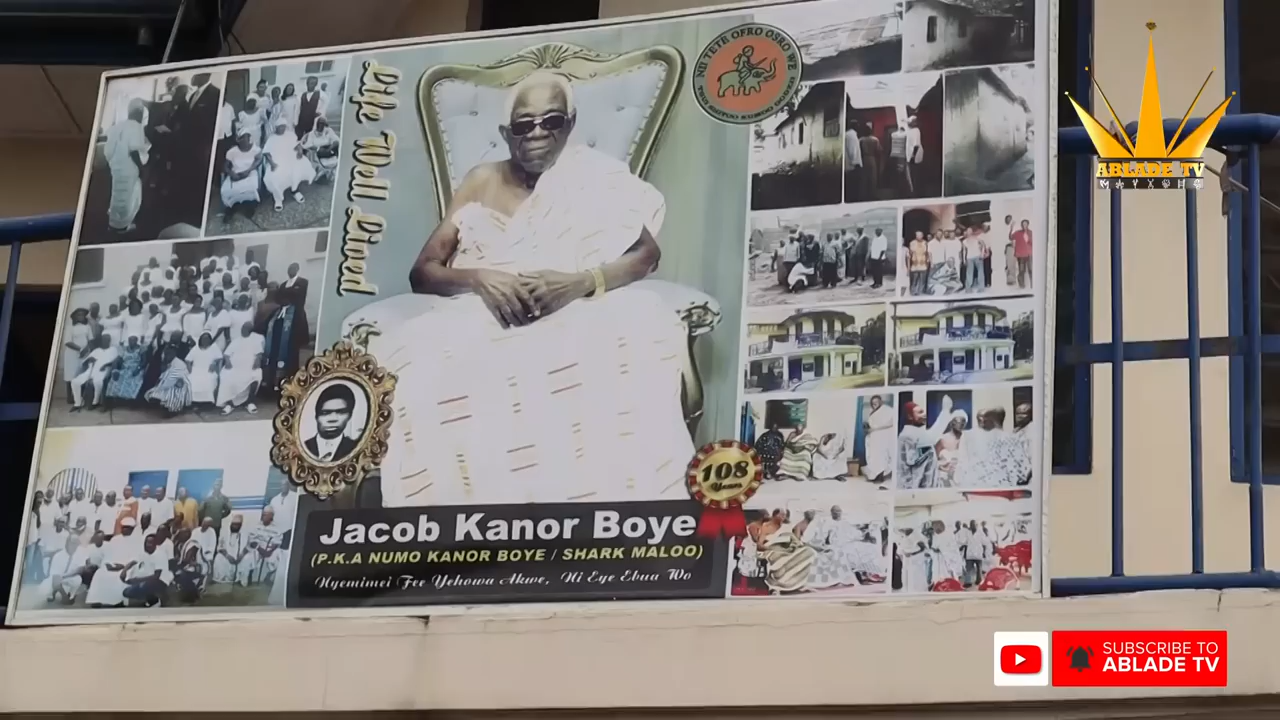 Life Well Lived
NII TETE OFRO OSRO WE
108
Years
Jacob Kanor Boye
(P.K.A NUMO KANOR BOYE / SHARK MALOO)
Nyemimei Fee Yehowa Akwe, Ni Eye Ebua Wo
ABLADE TV
SUBSCRIBE TO
ABLADE TV